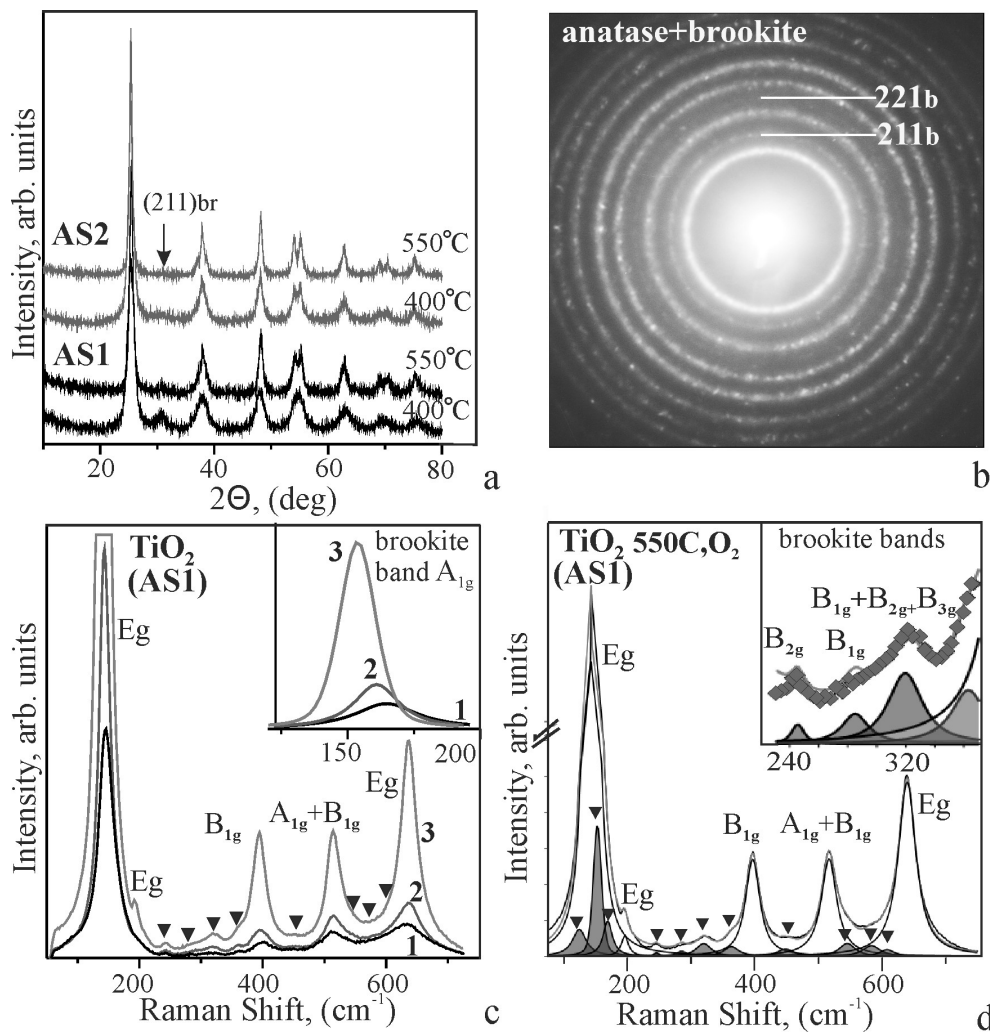 Intensity, arb. units
AS2
(211)br
550°C
400°C
AS1
550°C
400°C
20
40
60
80
2Θ, (deg)
a
anatase+brookite
221b
211b
b
TiO2
(AS1)
Eg
Eg
B1g
A1g+B1g
Eg
3
2
1
3
brookite
band A1g
2
1
150
200
Intensity, arb. units
200
400
600
Raman Shift, (cm-1)
c
TiO2 550C,O2
(AS1)
Eg
Eg
B1g
A1g+B1g
Eg
brookite bands
B1g+B2g+B3g
B2g
B1g
240
320
Intensity, arb. units
200
400
600
Raman Shift, (cm-1)
d